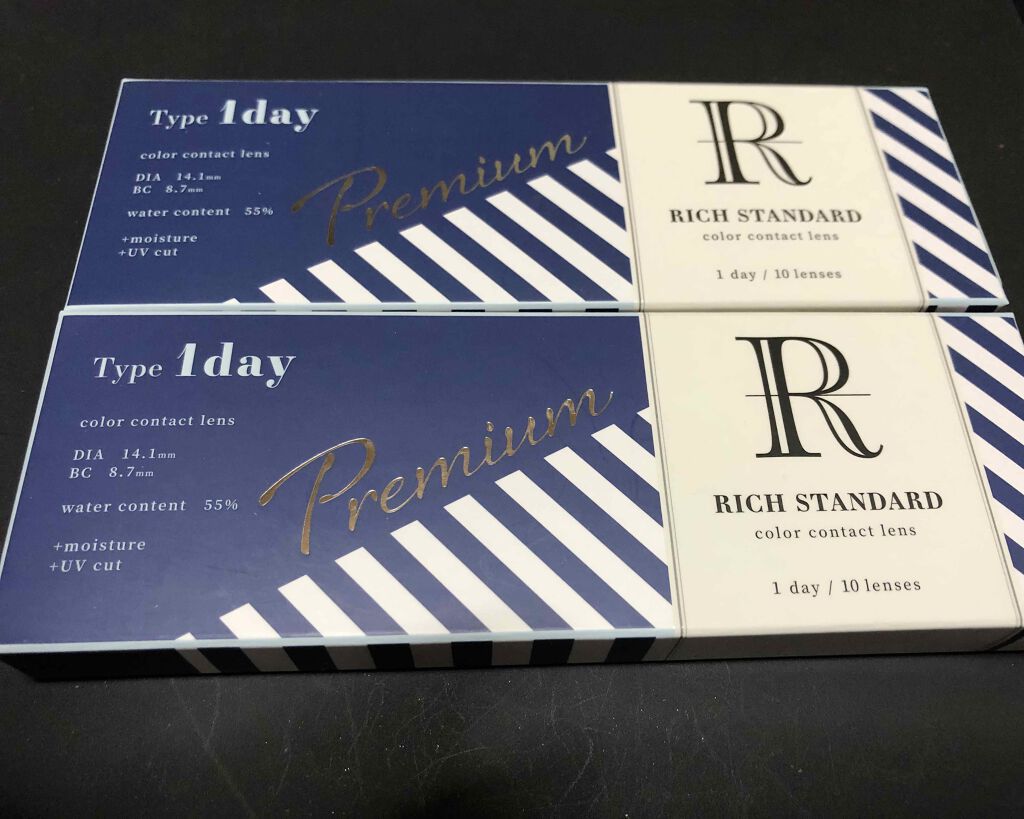 Type 1day
color contact lens
DIA 14.1mm
BC 8.7mm
water content 55%
+moisture
+UV cut
Premium
R
RICH STANDARD
color contact lens
1 day / 10 lenses
Type 1day
color contact lens
DIA 14.1mm
BC 8.7mm
water content 55%
+moisture
+UV cut
Premium
R
RICH STANDARD
color contact lens
1 day / 10 lenses